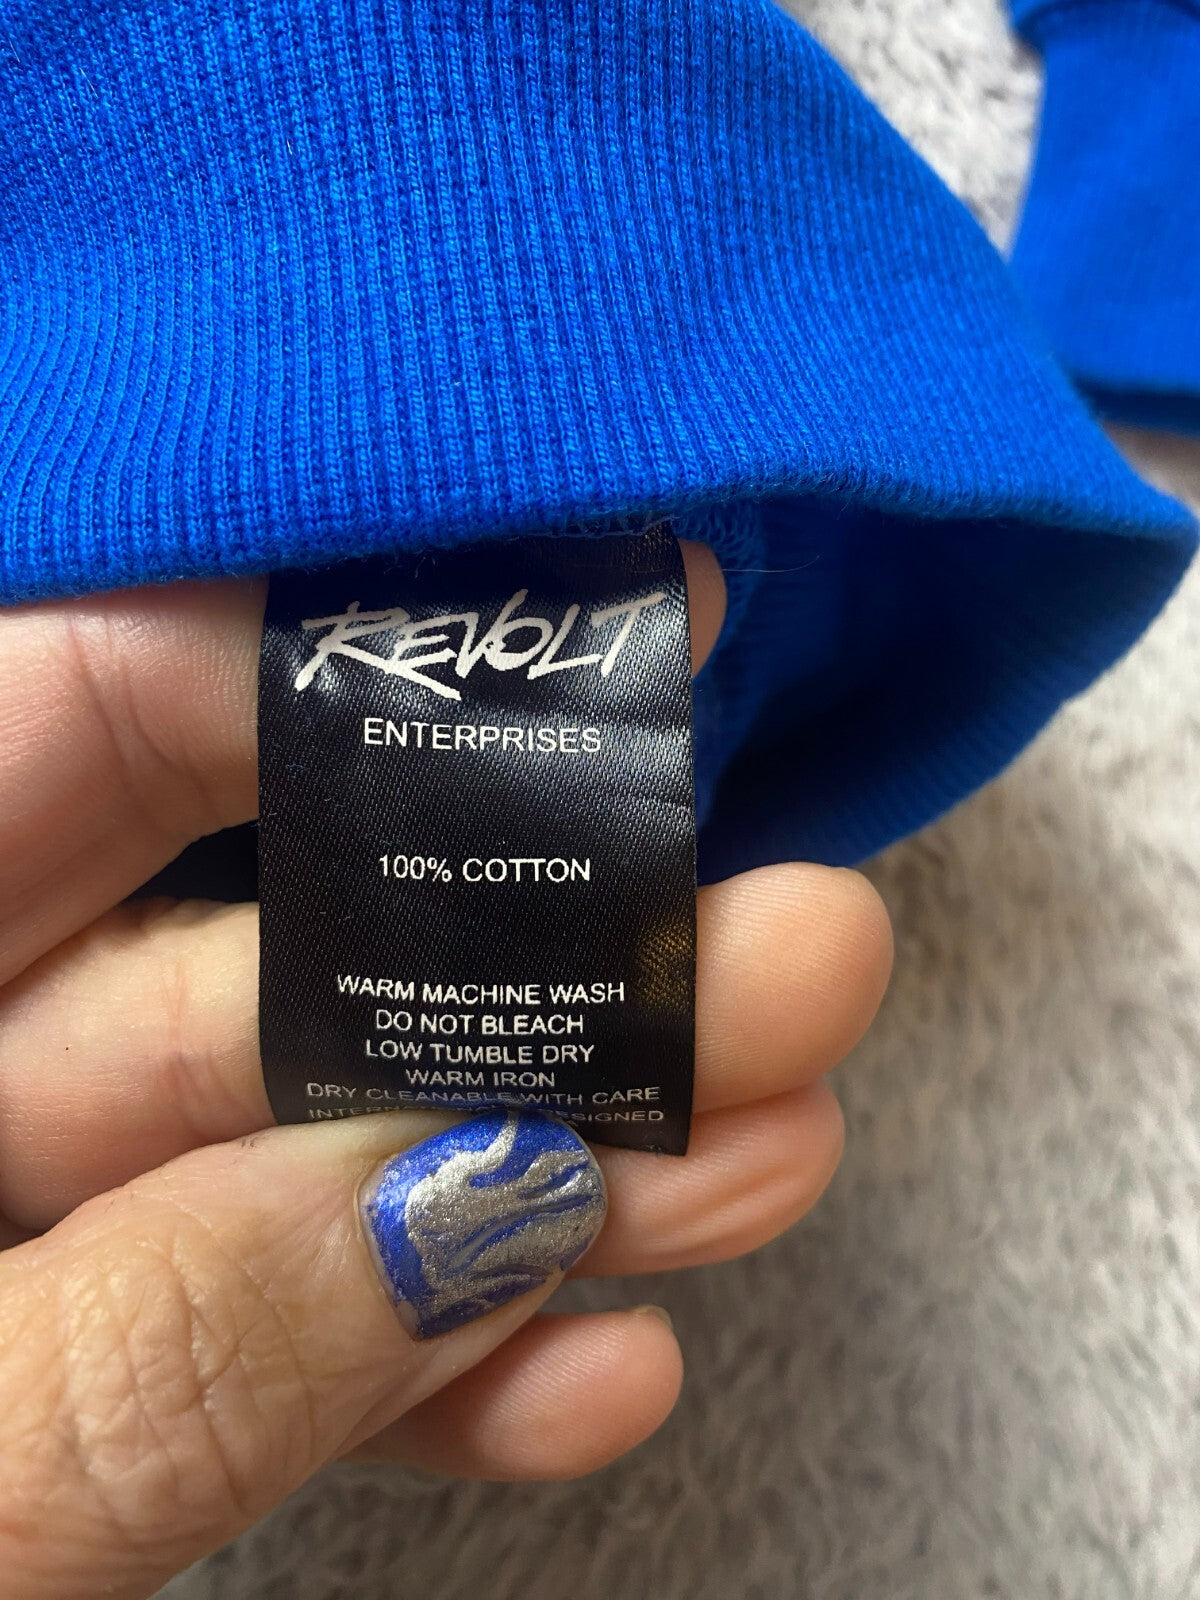 REVOLT
ENTERPRISES
100% COTTON
WARM MACHINE WASH
DO NOT BLEACH
LOW TUMBLE DRY
WARM IRON
DRY CLEANABLE WITH CARE